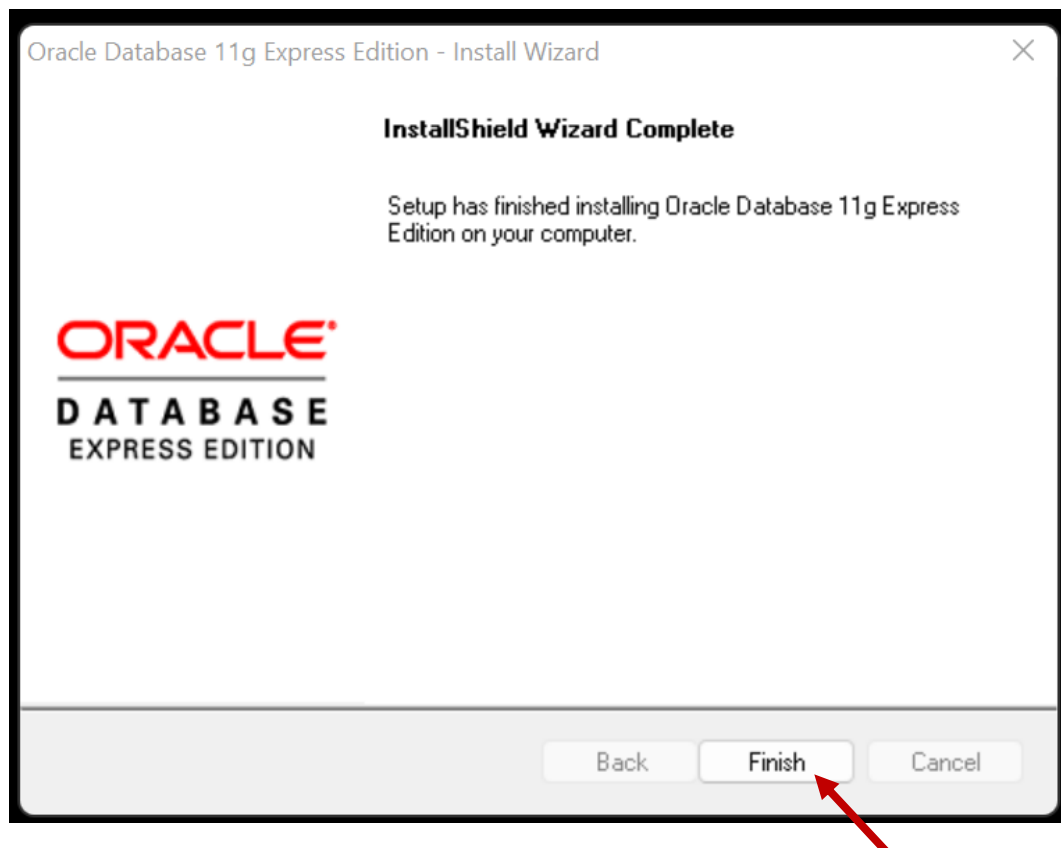 Oracle Database 11g Express Edition - Install Wizard
InstallShield Wizard Complete
Setup has finished installing Oracle Database 11g Express
Edition on your computer.
ORACLE
DATABASE
EXPRESS EDITION
Back
Finish
Cancel